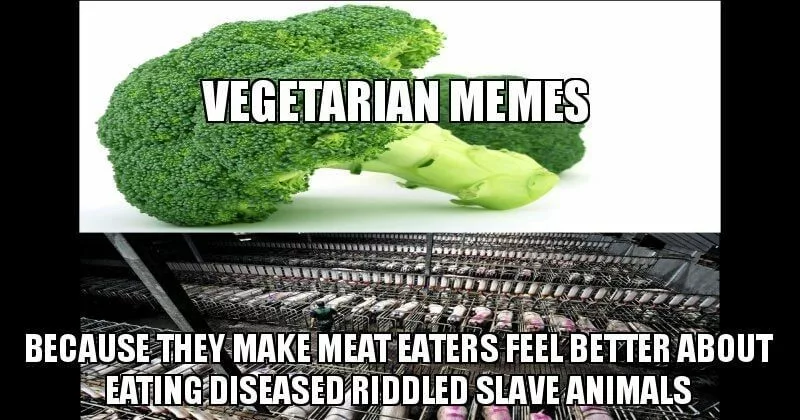 VEGETARIAN MEMES
BECAUSE THEY MAKE MEAT EATERS FEEL BETTER ABOUT
EATING DISEASED RIDDLED SLAVE ANIMALS